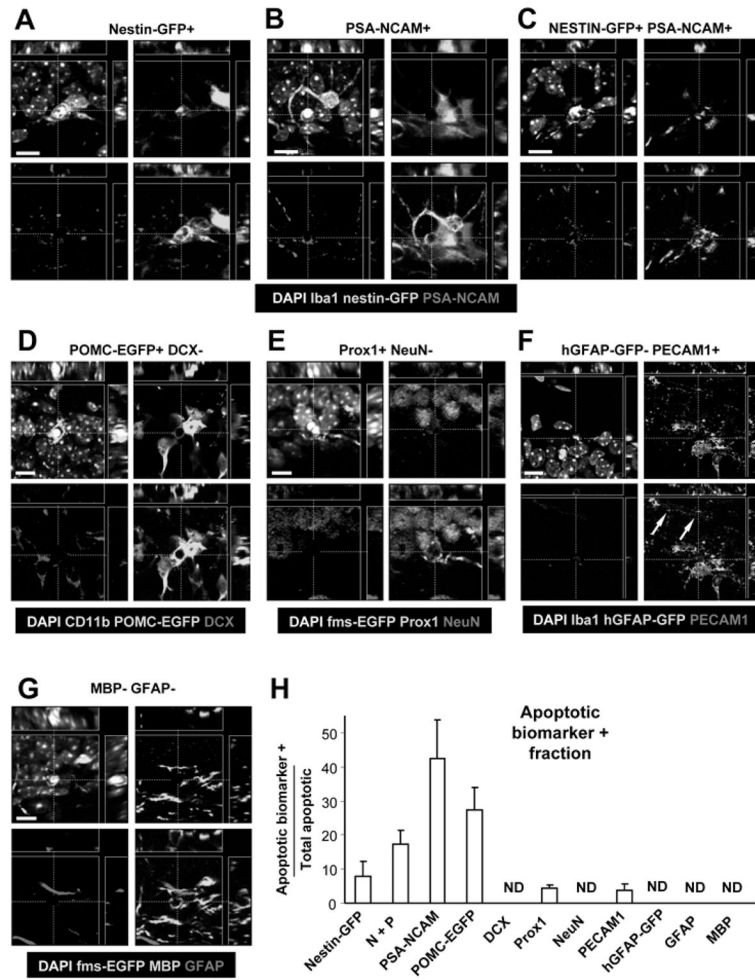 A
Nestin-GFP+
B
PSA-NCAM+
C
NESTIN-GFP+ PSA-NCAM+
DAPI Iba1 nestin-GFP PSA-NCAM
D
POMC-EGFP+ DCX-
E
Prox1+ NeuN-
F
hGFAP-GFP- PECAM1+
DAPI CD11b POMC-EGFP DCX
DAPI fms-EGFP Prox1 NeuN
DAPI Iba1 hGFAP-GFP PECAM1
G
MBP- GFAP-
DAPI fms-EGFP MBP GFAP
H
Apoptotic
biomarker +
fraction
Apoptotic biomarker +
Total apoptotic
50
40
30
20
10
0
ND
ND
ND
ND
ND
Nestin-GFP
N + P
PSA-NCAM
POMC-EGFP
DCX
Prox1
NeuN
PECAM1
hGFAP-GFP
GFAP
MBP